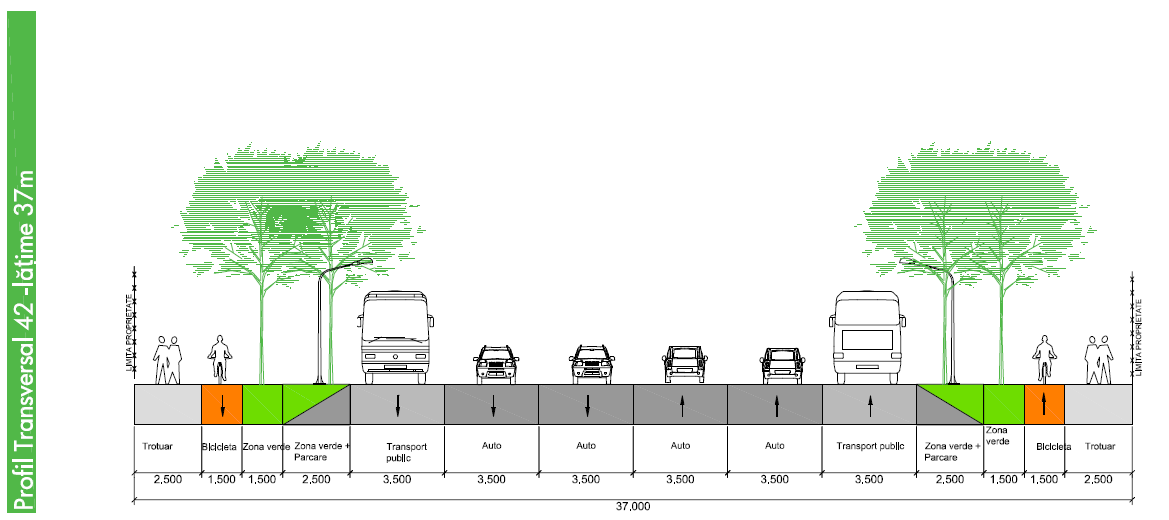 Profil Transversal 42 -lățime 37m
LIMITA PROPRIETATE
LIMITA PROPRIETATE
Trotuar
Bicicleta
Zona verde
Zona verde +
Parcare
Transport
public
Auto
Auto
Auto
Auto
Transport public
Zona verde +
Parcare
Zona
verde
Bicicleta
Trotuar
2,500
1,500
1,500
2,500
3,500
3,500
3,500
3,500
3,500
3,500
2,500
1,500
1,500
2,500
37,000